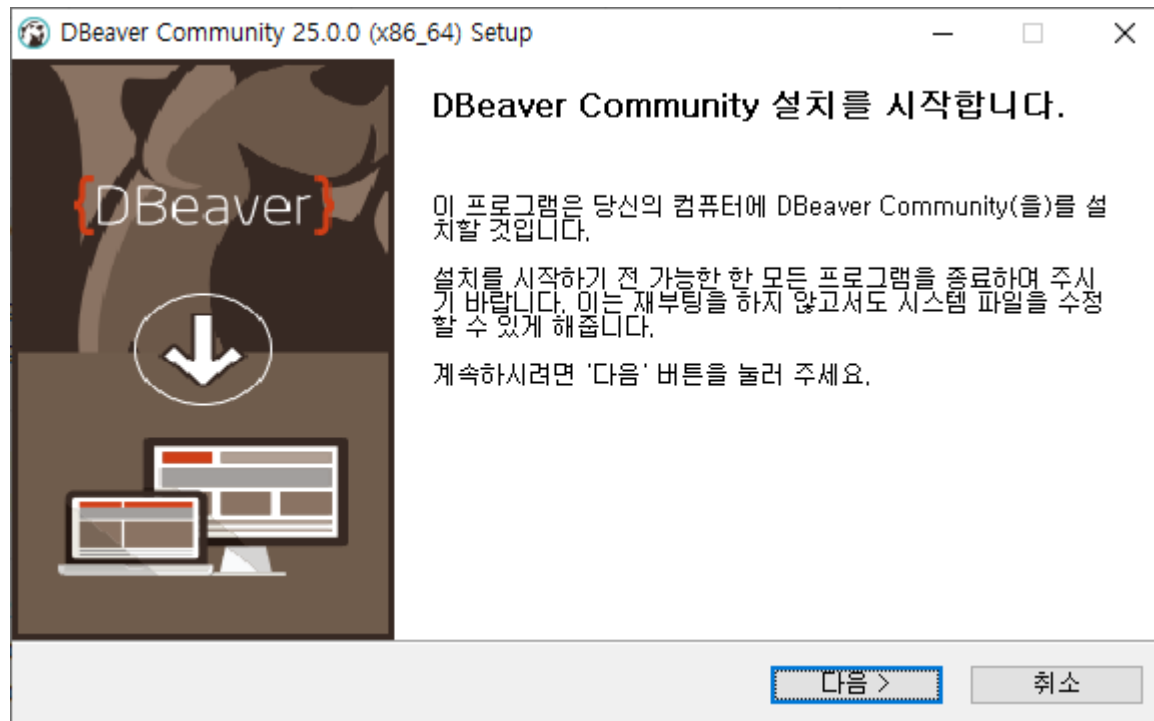 DBeaver Community 25.0.0 (x86_64) Setup
{DBeaver}
DBeaver Community 설치를 시작합니다.
이 프로그램은 당신의 컴퓨터에 DBeaver Community(을)를 설
치할 것입니다.
설치를 시작하기 전 가능한 한 모든 프로그램을 종료하여 주시
기 바랍니다. 이는 재부팅을 하지 않고서도 시스템 파일을 수정
할 수 있게 해줍니다.
계속하시려면 '다음' 버튼을 눌러 주세요.
다음 >
취소